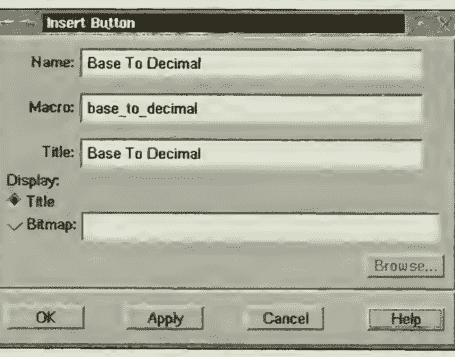 Insert Button
Name: Base To Decimal
Macro: base_to_decimal
Title: Base To Decimal
Display:
Title
Bitmap:
Browse...
OK Apply Cancel Help